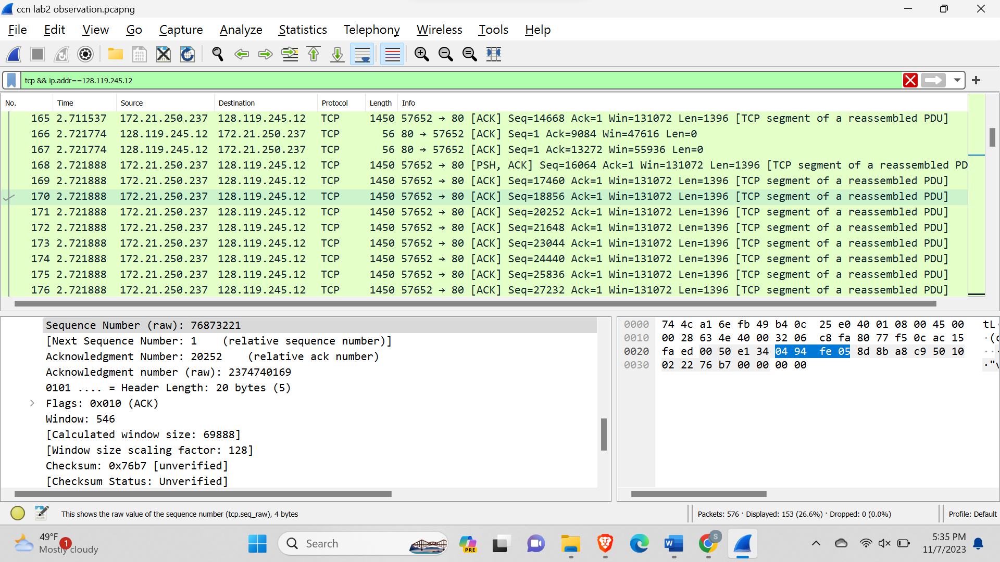 ccn lab2 observation.pcapng
File Edit View Go Capture Analyze Statistics Telephony Wireless Tools Help
tcp && ip.addr==128.119.245.12
No. Time Source Destination Protocol Length Info
165 2.711537 172.21.250.237 128.119.245.12 TCP 1450 57652 → 80 [ACK] Seq=14668 Ack=1 Win=131072 Len=1396 [TCP segment of a reassembled PDU]
166 2.721774 128.119.245.12 172.21.250.237 TCP 56 80 → 57652 [ACK] Seq=1 Ack=9084 Win=47616 Len=0
167 2.721774 128.119.245.12 172.21.250.237 TCP 56 80 → 57652 [ACK] Seq=1 Ack=13272 Win=55936 Len=0
168 2.721888 172.21.250.237 128.119.245.12 TCP 1450 57652 → 80 [PSH, ACK] Seq=16064 Ack=1 Win=131072 Len=1396 [TCP segment of a reassembled PD
169 2.721888 172.21.250.237 128.119.245.12 TCP 1450 57652 → 80 [ACK] Seq=17460 Ack=1 Win=131072 Len=1396 [TCP segment of a reassembled PDU]
170 2.721888 172.21.250.237 128.119.245.12 TCP 1450 57652 → 80 [ACK] Seq=18856 Ack=1 Win=131072 Len=1396 [TCP segment of a reassembled PDU]
171 2.721888 172.21.250.237 128.119.245.12 TCP 1450 57652 → 80 [ACK] Seq=20252 Ack=1 Win=131072 Len=1396 [TCP segment of a reassembled PDU]
172 2.721888 172.21.250.237 128.119.245.12 TCP 1450 57652 → 80 [ACK] Seq=21648 Ack=1 Win=131072 Len=1396 [TCP segment of a reassembled PDU]
173 2.721888 172.21.250.237 128.119.245.12 TCP 1450 57652 → 80 [ACK] Seq=23044 Ack=1 Win=131072 Len=1396 [TCP segment of a reassembled PDU]
174 2.721888 172.21.250.237 128.119.245.12 TCP 1450 57652 → 80 [ACK] Seq=24440 Ack=1 Win=131072 Len=1396 [TCP segment of a reassembled PDU]
175 2.721888 172.21.250.237 128.119.245.12 TCP 1450 57652 → 80 [ACK] Seq=25836 Ack=1 Win=131072 Len=1396 [TCP segment of a reassembled PDU]
176 2.721888 172.21.250.237 128.119.245.12 TCP 1450 57652 → 80 [ACK] Seq=27232 Ack=1 Win=131072 Len=1396 [TCP segment of a reassembled PDU]
Sequence Number (raw): 76873221
[Next Sequence Number: 1 (relative sequence number)]
Acknowledgment Number: 20252 (relative ack number)
Acknowledgment number (raw): 2374740169
0101 .... = Header Length: 20 bytes (5)
Flags: 0x010 (ACK)
Window: 546
[Calculated window size: 69888]
[Window size scaling factor: 128]
Checksum: 0x76b7 [unverified]
[Checksum Status: Unverified]
0000 74 4c a1 6e fb 49 b4 0c 25 e0 40 01 08 00 45 00 tL
0010 00 28 63 4e 40 00 32 06 c8 fa 80 77 f5 0c ac 15 ·(c
0020 fa ed 00 50 e1 34 04 94 fe 05 8d 8b a8 c9 50 10 ···
0030 02 22 76 b7 00 00 00 00 ·"v
This shows the raw value of the sequence number (tcp.seq_raw), 4 bytes
Packets: 576 · Displayed: 153 (26.6%) · Dropped: 0 (0.0%)
Profile: Default
49°F
1
Mostly cloudy
Search
PRE
W
S
5:35 PM
11/7/2023